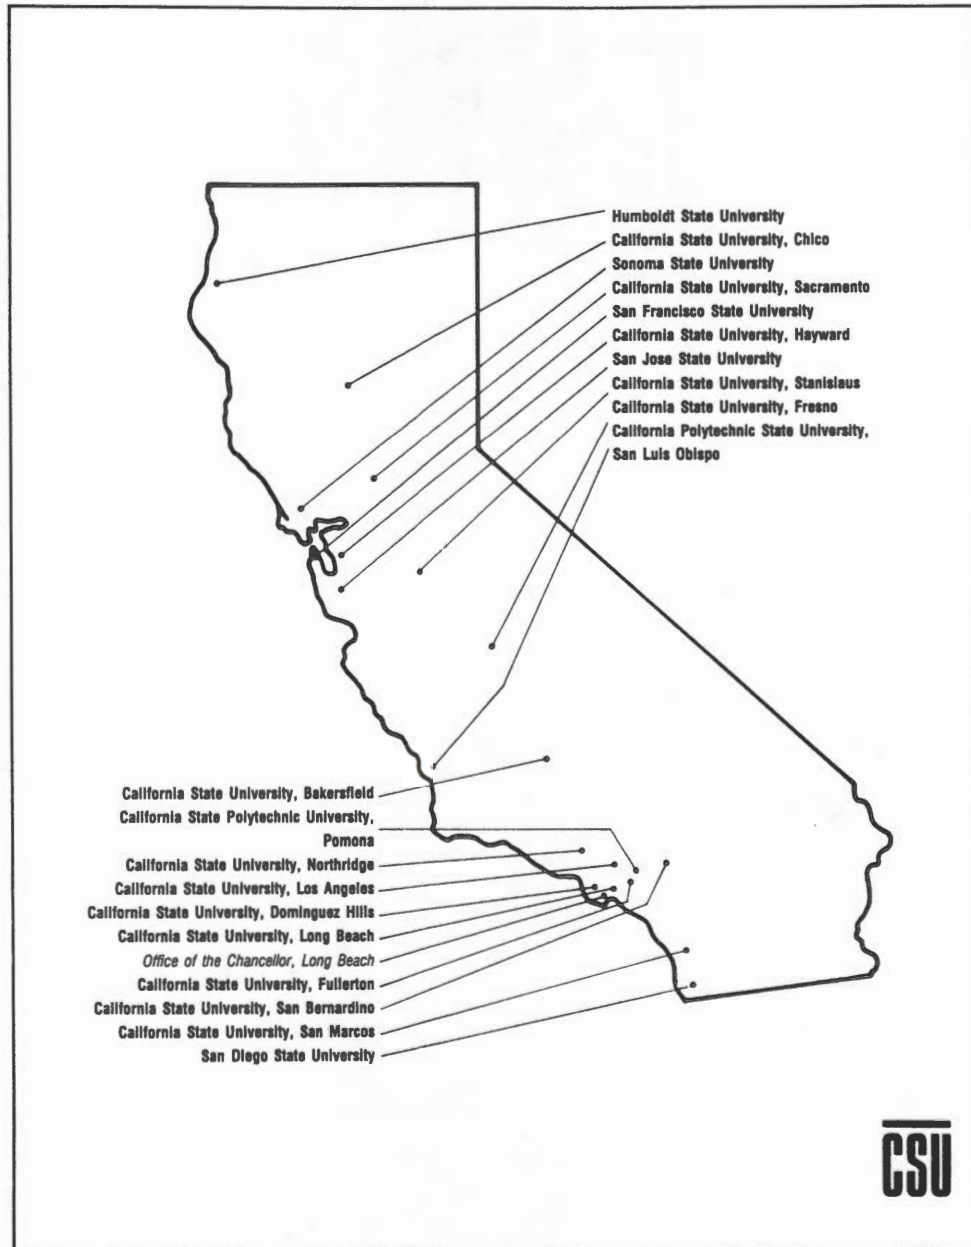 Humboldt State University
California State University, Chico
Sonoma State University
California State University, Sacramento
San Francisco State University
California State University, Hayward
San Jose State University
California State University, Stanislaus
California State University, Fresno
California Polytechnic State University,
San Luis Obispo
California State University, Bakersfield
California State Polytechnic University,
Pomona
California State University, Northridge
California State University, Los Angeles
California State University, Dominguez Hills
California State University, Long Beach
Office of the Chancellor, Long Beach
California State University, Fullerton
California State University, San Bernardino
California State University, San Marcos
San Diego State University
CSU